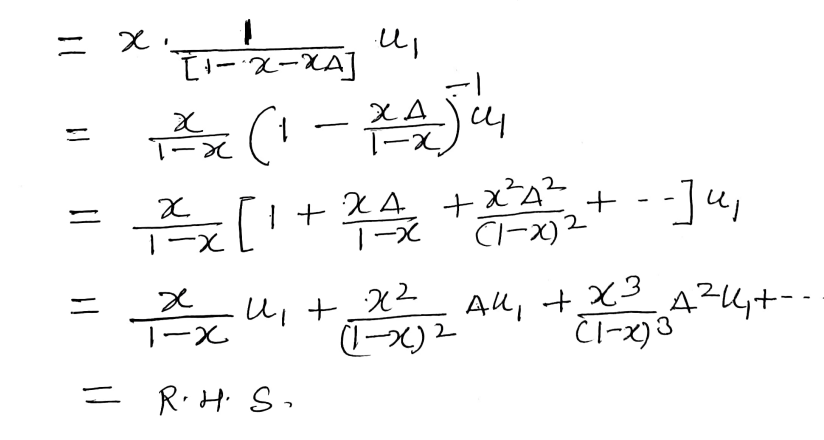 = x · 1/[1-x-xΔ] u₁
= x/(1-x) (1 - xΔ/(1-x))⁻¹ u₁
= x/(1-x) [1 + xΔ/(1-x) + x²Δ²/(1-x)² + --] u₁
= x/(1-x) u₁ + x²/(1-x)² Δu₁ + x³/(1-x)³ Δ²u₁ + --
= R.H.S.